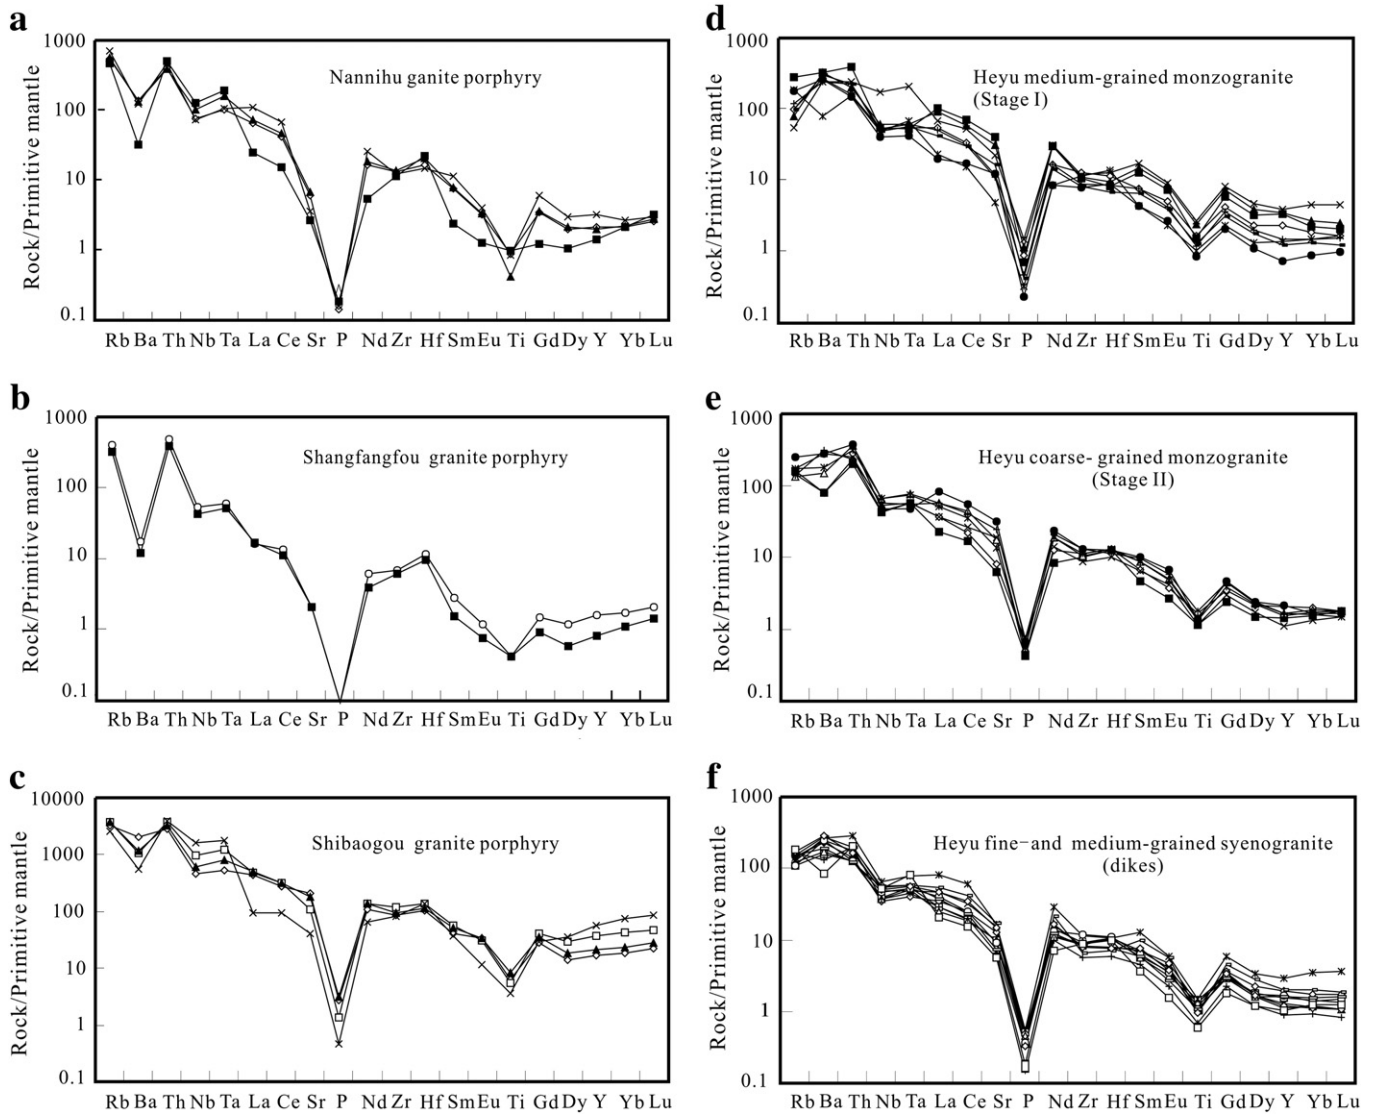 a
1000
100
10
1
0.1
Rock/Primitive mantle
Nannihu ganite porphyry
Rb Ba Th Nb Ta La Ce Sr P Nd Zr Hf Sm Eu Ti Gd Dy Y Yb Lu
b
1000
100
10
1
0.1
Rock/Primitive mantle
Shangfangfou granite porphyry
Rb Ba Th Nb Ta La Ce Sr P Nd Zr Hf Sm Eu Ti Gd Dy Y Yb Lu
c
10000
1000
100
10
1
0.1
Rock/Primitive mantle
Shibaogou granite porphyry
Rb Ba Th Nb Ta La Ce Sr P Nd Zr Hf Sm Eu Ti Gd Dy Y Yb Lu
d
1000
100
10
1
0.1
Rock/Primitive mantle
Heyu medium-grained monzogranite
(Stage I)
Rb Ba Th Nb Ta La Ce Sr P Nd Zr Hf Sm Eu Ti Gd Dy Y Yb Lu
e
1000
100
10
1
0.1
Rock/Primitive mantle
Heyu coarse- grained monzogranite
(Stage II)
Rb Ba Th Nb Ta La Ce Sr P Nd Zr Hf Sm Eu Ti Gd Dy Y Yb Lu
f
1000
100
10
1
0.1
Rock/Primitive mantle
Heyu fine-and medium-grained syenogranite
(dikes)
Rb Ba Th Nb Ta La Ce Sr P Nd Zr Hf Sm Eu Ti Gd Dy Y Yb Lu